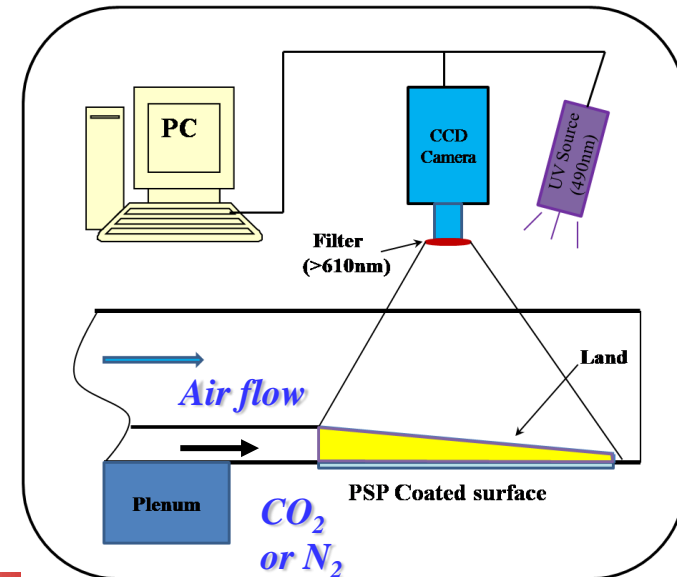 PC
CCD
Camera
UV Source
(490nm)
Filter
(>610nm)
Land
Air flow
PSP Coated surface
Plenum
CO₂
or N₂